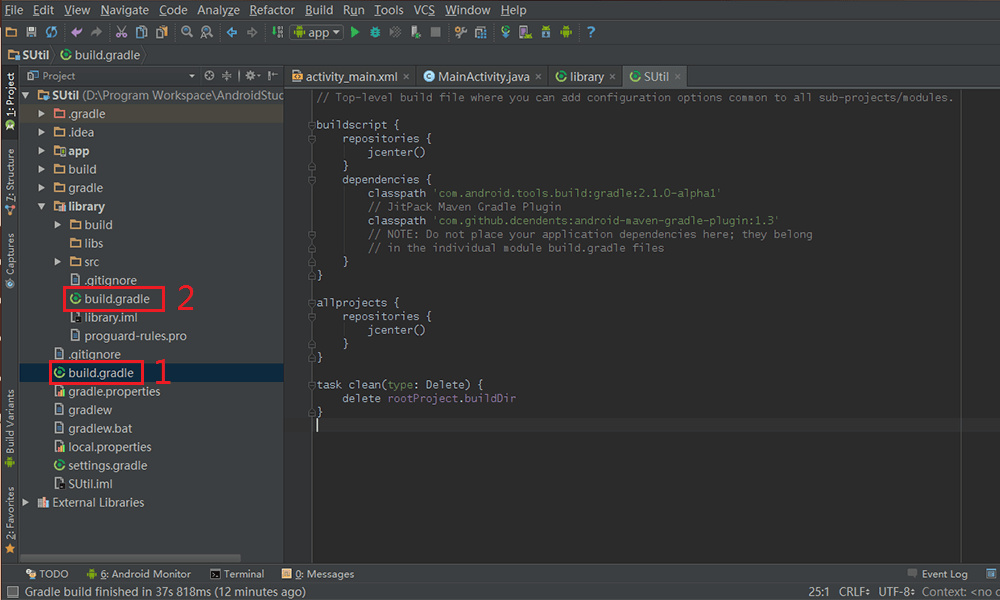 File Edit View Navigate Code Analyze Refactor Build Run Tools VCS Window Help
app
SUtil build.gradle
Project
activity_main.xml MainActivity.java library SUtil
1: Project
Z: Structure
Captures
Build Variants
2: Favorites
SUtil (D:\Program Workspace\AndroidStuc
.gradle
.idea
app
build
gradle
library
build
libs
src
.gitignore
build.gradle 2
library.iml
proguard-rules.pro
.gitignore
build.gradle 1
gradle.properties
gradlew
gradlew.bat
local.properties
settings.gradle
SUtil.iml
External Libraries
// Top-level build file where you can add configuration options common to all sub-projects/modules.
buildscript {
repositories {
jcenter()
}
dependencies {
classpath 'com.android.tools.build:gradle:2.1.0-alpha1'
// JitPack Maven Gradle Plugin
classpath 'com.github.dcendents:android-maven-gradle-plugin:1.3'
// NOTE: Do not place your application dependencies here; they belong
// in the individual module build.gradle files
}
}
allprojects {
repositories {
jcenter()
}
}
task clean(type: Delete) {
delete rootProject.buildDir
}
TODO 6: Android Monitor Terminal 0: Messages Event Log
Gradle build finished in 37s 818ms (12 minutes ago) 25:1 CRLF UTF-8 Context: <no c